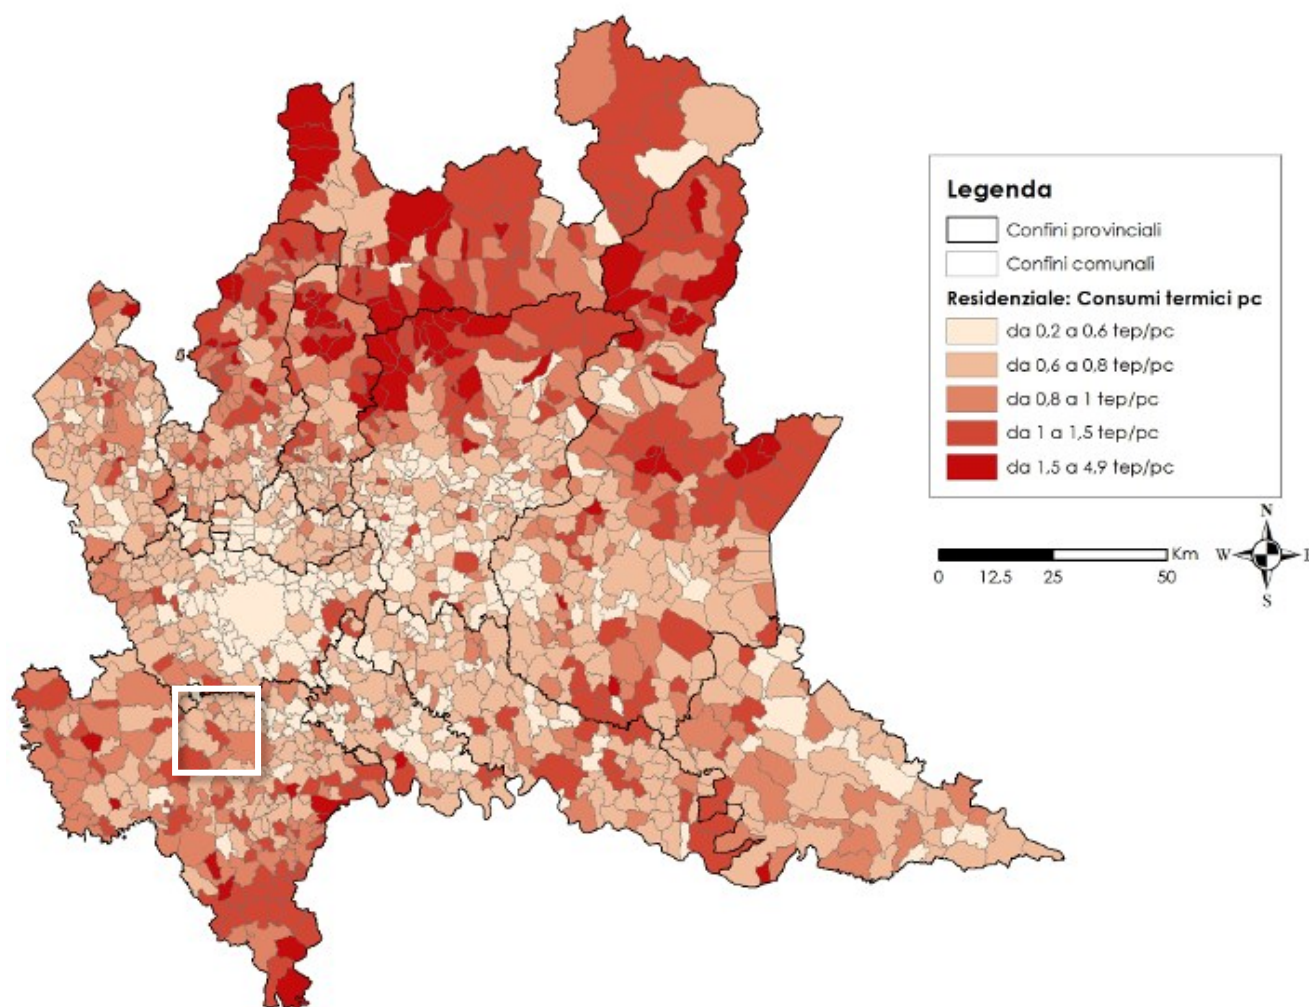 Legenda
Confini provinciali
Confini comunali
Residenziale: Consumi termici pc
da 0,2 a 0,6 tep/pc
da 0,6 a 0,8 tep/pc
da 0,8 a 1 tep/pc
da 1 a 1,5 tep/pc
da 1,5 a 4,9 tep/pc
N
W E
S
Km
0 12,5 25 50